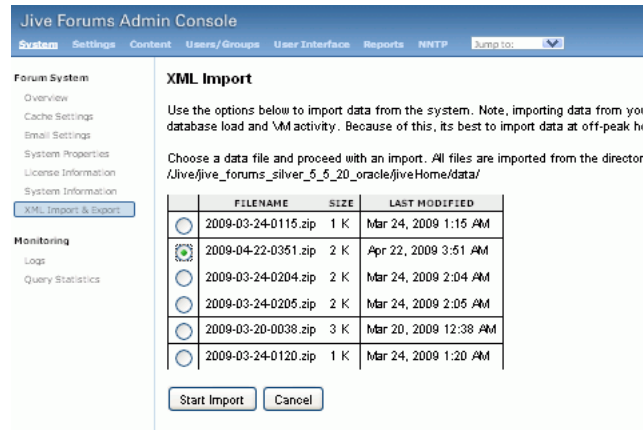 Jive Forums Admin Console
System Settings Content Users/Groups User Interface Reports NNTP Jump to:
Forum System
Overview
Cache Settings
Email Settings
System Properties
License Information
System Information
XML Import & Export
Monitoring
Logs
Query Statistics
XML Import
Use the options below to import data from the system. Note, importing data from
database load and VM activity. Because of this, its best to import data at off-peak
Choose a data file and proceed with an import. All files are imported from the
/Jive/jive_forums_silver_5_5_20_oracle/jiveHome/data/
FILENAME SIZE LAST MODIFIED
2009-03-24-0115.zip 1 K Mar 24, 2009 1:15 AM
2009-04-22-0351.zip 2 K Apr 22, 2009 3:51 AM
2009-03-24-0204.zip 2 K Mar 24, 2009 2:04 AM
2009-03-24-0205.zip 2 K Mar 24, 2009 2:05 AM
2009-03-20-0038.zip 3 K Mar 20, 2009 12:38 AM
2009-03-24-0120.zip 1 K Mar 24, 2009 1:20 AM
Start Import Cancel